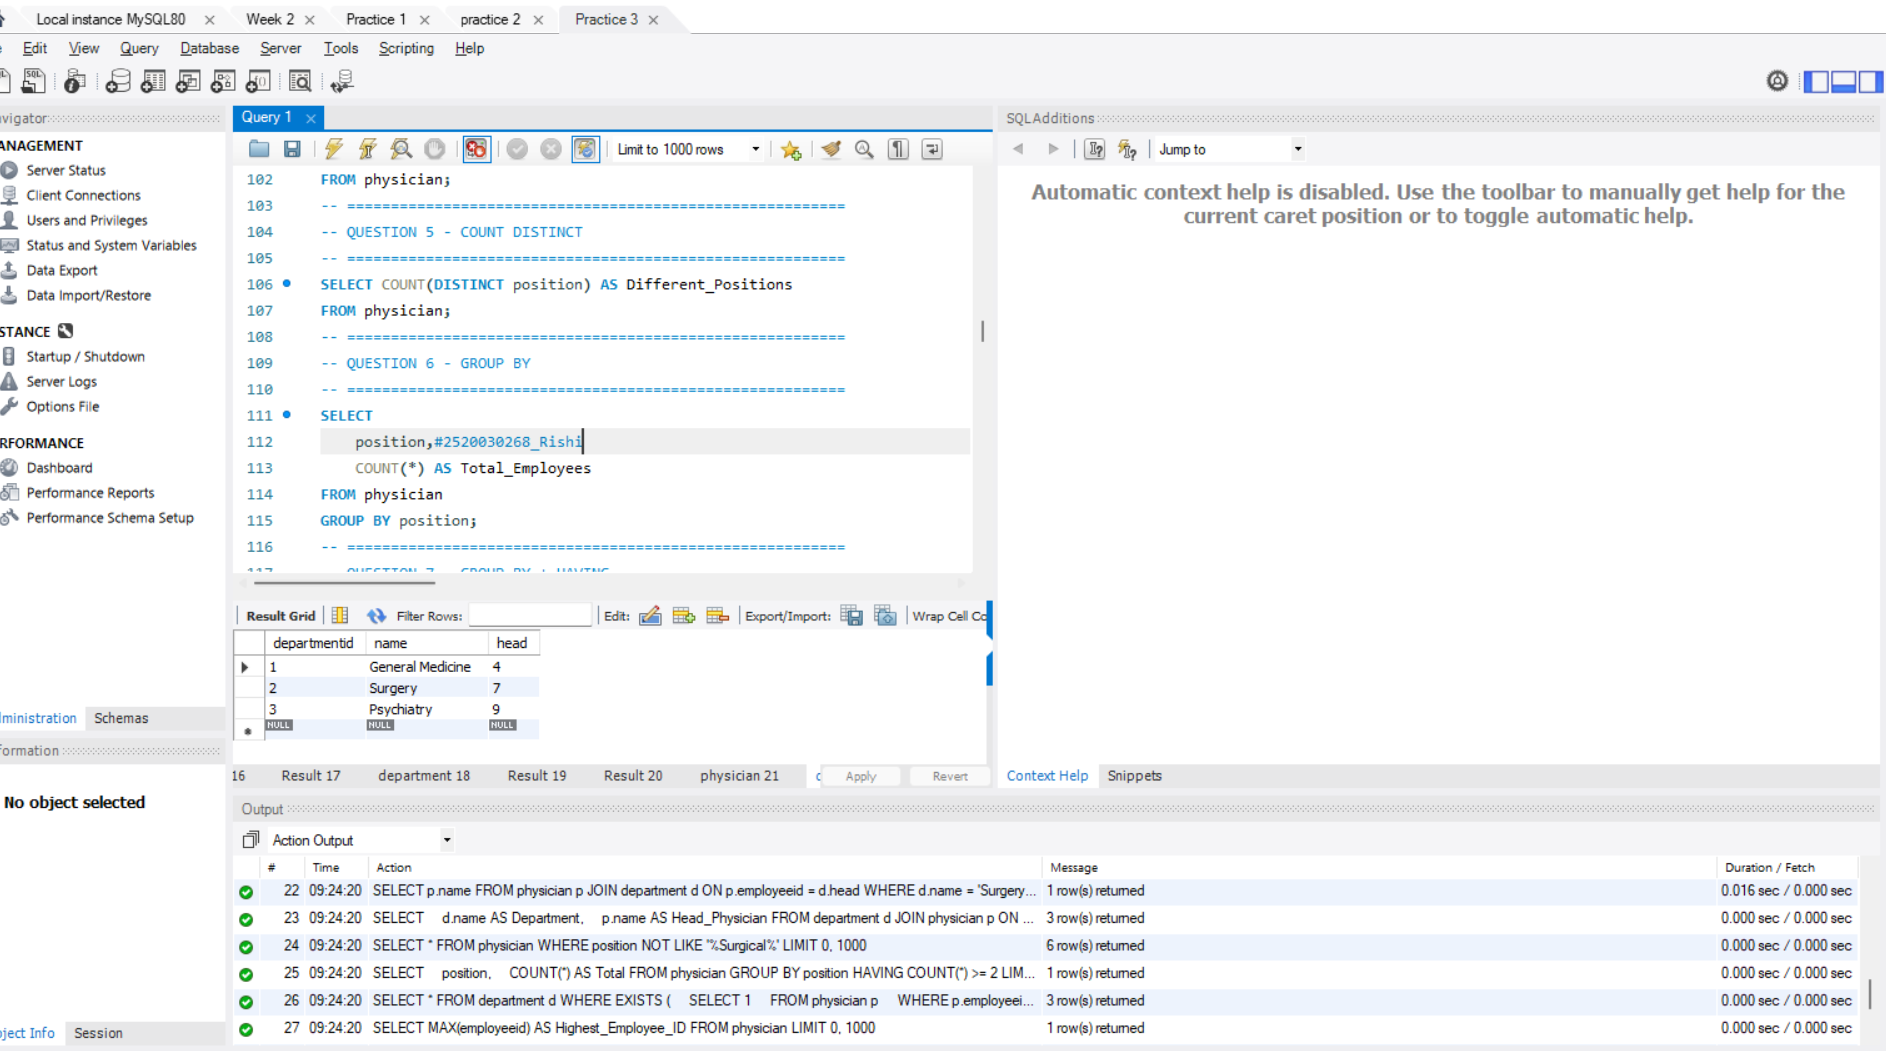 Local instance MySQL80 × Week 2 × Practice 1 × practice 2 × Practice 3 ×
Edit View Query Database Server Tools Scripting Help
avigator
ANAGEMENT
Server Status
Client Connections
Users and Privileges
Status and System Variables
Data Export
Data Import/Restore
STANCE
Startup / Shutdown
Server Logs
Options File
RFORMANCE
Dashboard
Performance Reports
Performance Schema Setup
dministration Schemas
formation
No object selected
bject Info Session
Query 1 ×
Limit to 1000 rows
102 FROM physician;
103 -- =========================================================
104 -- QUESTION 5 - COUNT DISTINCT
105 -- =========================================================
106 SELECT COUNT(DISTINCT position) AS Different_Positions
107 FROM physician;
108 -- =========================================================
109 -- QUESTION 6 - GROUP BY
110 -- =========================================================
111 SELECT
112 position,#2520030268_Rishi
113 COUNT(*) AS Total_Employees
114 FROM physician
115 GROUP BY position;
116 -- =========================================================
117 -- QUESTION 7 - GROUP BY + HAVING
Result Grid Filter Rows: Edit: Export/Import: Wrap Cell Co
departmentid name head
1 General Medicine 4
2 Surgery 7
3 Psychiatry 9
NULL NULL NULL
16 Result 17 department 18 Result 19 Result 20 physician 21 Apply Revert
SQLAdditions
Jump to
Automatic context help is disabled. Use the toolbar to manually get help for the
current caret position or to toggle automatic help.
Context Help Snippets
Output
Action Output
# Time Action Message Duration / Fetch
22 09:24:20 SELECT p.name FROM physician p JOIN department d ON p.employeeid = d.head WHERE d.name = 'Surgery... 1 row(s) returned 0.016 sec / 0.000 sec
23 09:24:20 SELECT d.name AS Department, p.name AS Head_Physician FROM department d JOIN physician p ON ... 3 row(s) returned 0.000 sec / 0.000 sec
24 09:24:20 SELECT * FROM physician WHERE position NOT LIKE '%Surgical%' LIMIT 0, 1000 6 row(s) returned 0.000 sec / 0.000 sec
25 09:24:20 SELECT position, COUNT(*) AS Total FROM physician GROUP BY position HAVING COUNT(*) >= 2 LIM... 1 row(s) returned 0.000 sec / 0.000 sec
26 09:24:20 SELECT * FROM department d WHERE EXISTS ( SELECT 1 FROM physician p WHERE p.employeei... 3 row(s) returned 0.000 sec / 0.000 sec
27 09:24:20 SELECT MAX(employeeid) AS Highest_Employee_ID FROM physician LIMIT 0, 1000 1 row(s) returned 0.000 sec / 0.000 sec